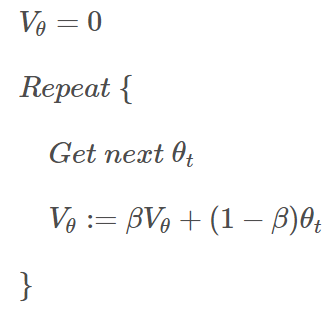 V_θ = 0
Repeat {
Get next θ_t
V_θ := βV_θ + (1 − β)θ_t
}